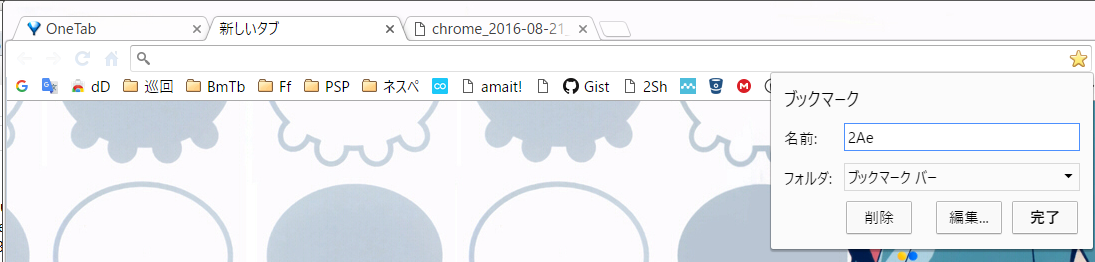 OneTab
新しいタブ
chrome_2016-08-21_
dD
巡回
BmTb
Ff
PSP
ネスペ
amait!
Gist
2Sh
ブックマーク
名前: 2Ae
フォルダ: ブックマーク バー
削除 編集... 完了